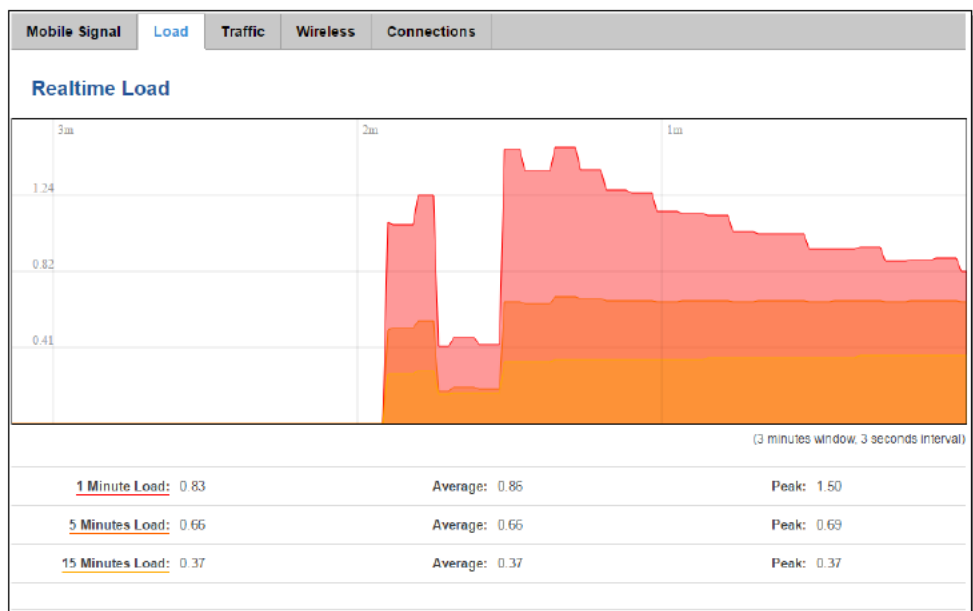 Mobile Signal Load Traffic Wireless Connections
Realtime Load
3m 2m 1m
1.24
0.82
0.41
(3 minutes window, 3 seconds interval)
1 Minute Load: 0.83 Average: 0.86 Peak: 1.50
5 Minutes Load: 0.66 Average: 0.66 Peak: 0.69
15 Minutes Load: 0.37 Average: 0.37 Peak: 0.37